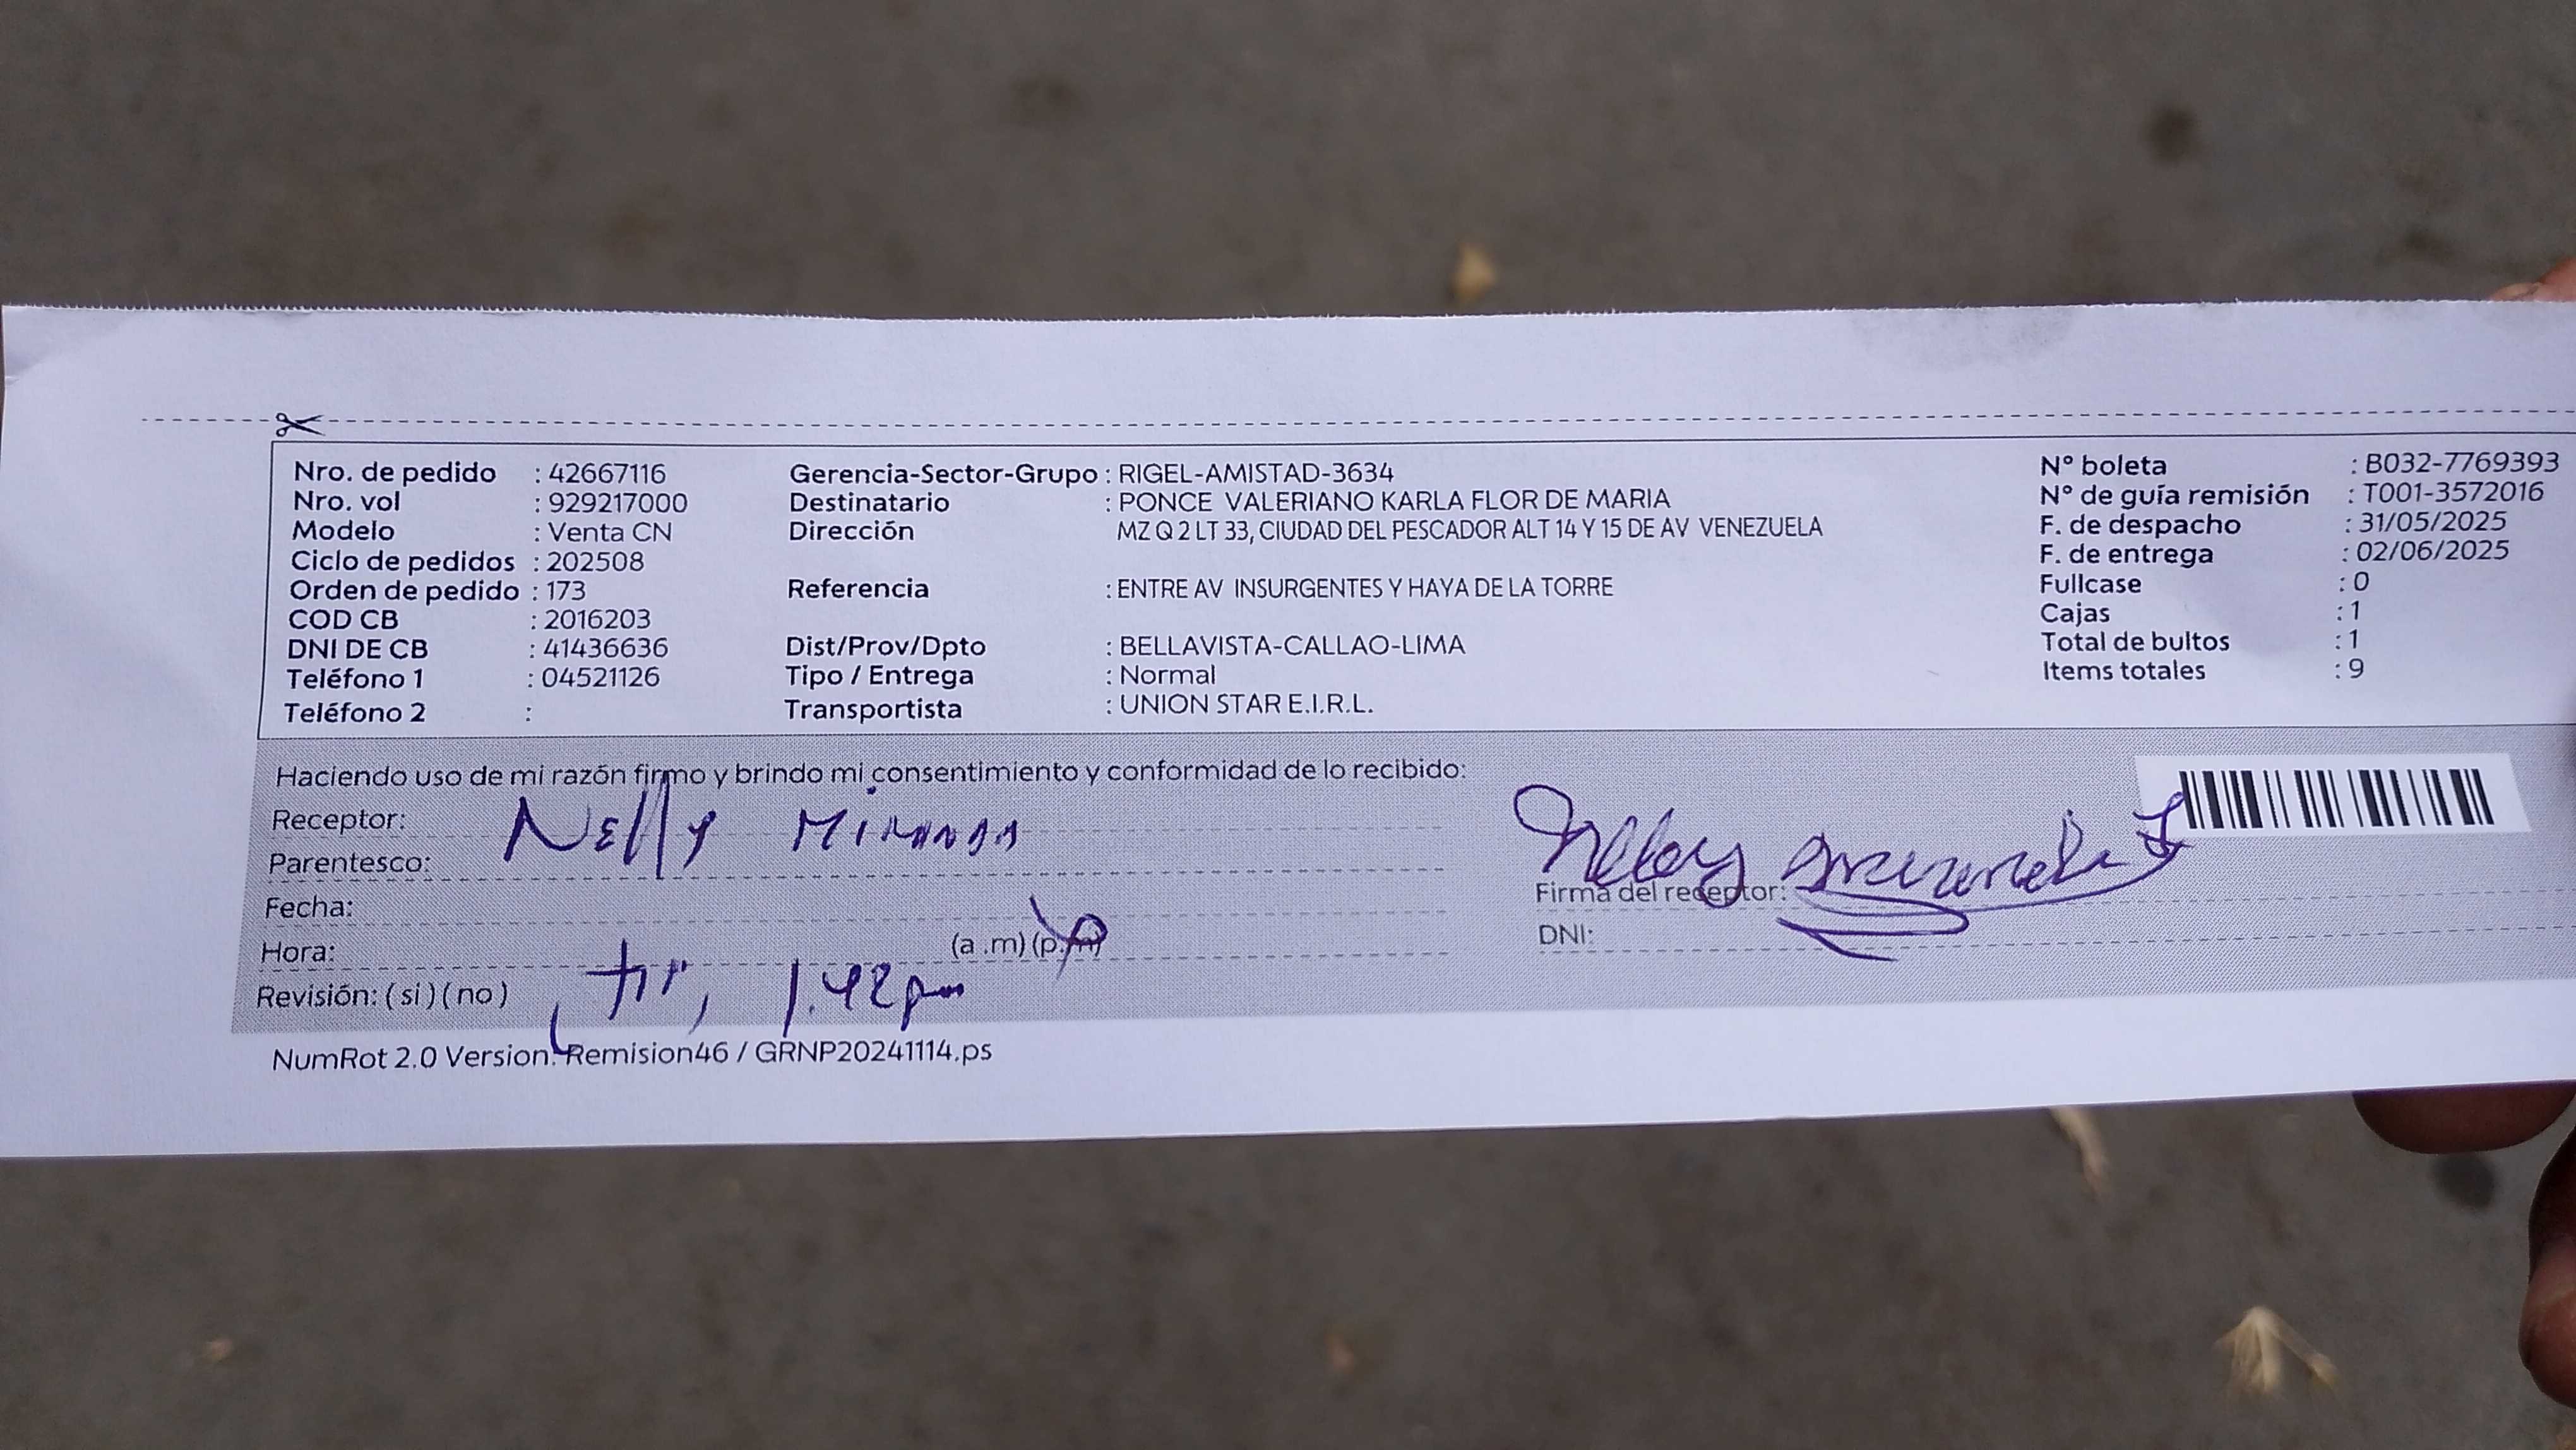 Nro. de pedido : 42667116
Nro. vol : 929217000
Modelo : Venta CN
Ciclo de pedidos : 202508
Orden de pedido : 173
COD CB : 2016203
DNI DE CB : 41436636
Teléfono 1 : 04521126
Teléfono 2 :
Gerencia-Sector-Grupo : RIGEL-AMISTAD-3634
Destinatario : PONCE VALERIANO KARLA FLOR DE MARIA
Dirección MZ Q 2 LT 33, CIUDAD DEL PESCADOR ALT 14 Y 15 DE AV VENEZUELA
Referencia : ENTRE AV INSURGENTES Y HAYA DE LA TORRE
Dist/Prov/Dpto : BELLAVISTA-CALLAO-LIMA
Tipo / Entrega : Normal
Transportista : UNION STAR E.I.R.L.
N° boleta : B032-7769393
N° de guía remisión : T001-3572016
F. de despacho : 31/05/2025
F. de entrega : 02/06/2025
Fullcase : 0
Cajas : 1
Total de bultos : 1
Items totales : 9
Haciendo uso de mi razón firmo y brindo mi consentimiento y conformidad de lo recibido:
Receptor: Nelly
Parentesco:
Fecha:
Hora: (a .m) (p.m)
Revisión: ( si ) ( no ) 1.42pm
Firma del receptor:
DNI:
NumRot 2.0 Version. Remision46 / GRNP20241114.ps